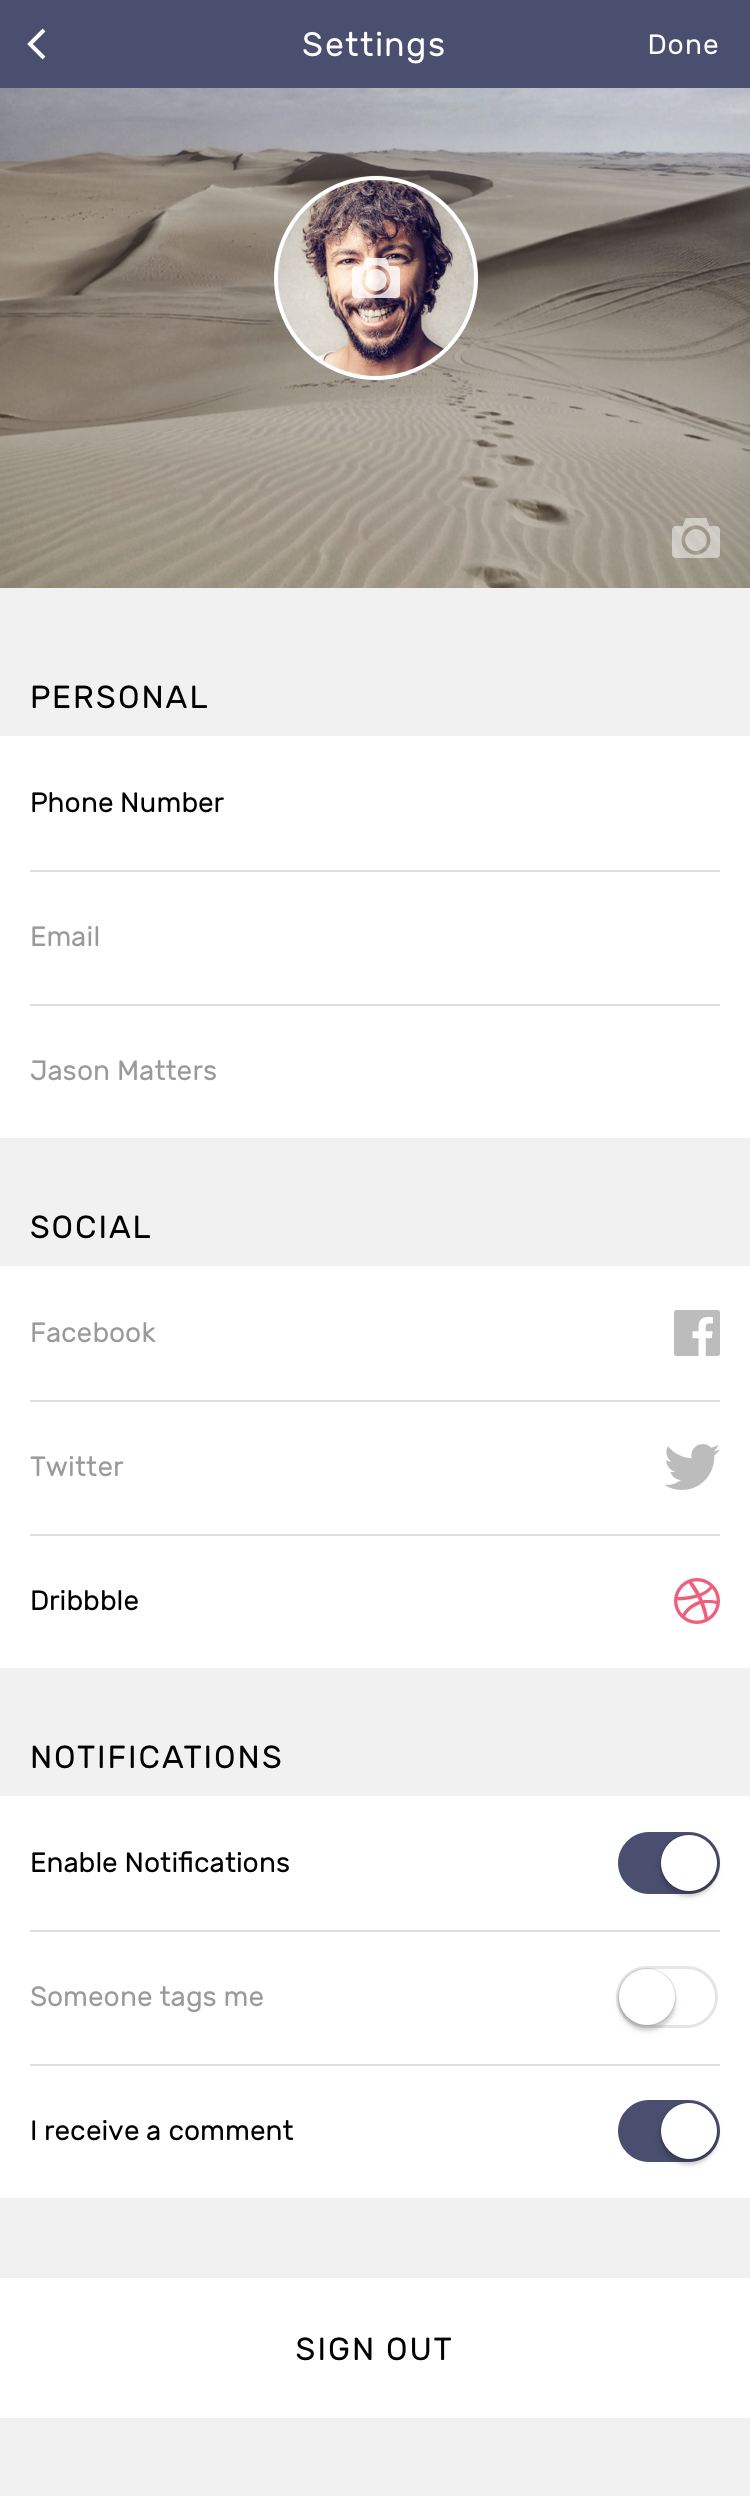 Settings
Done
PERSONAL
Phone Number
Email
Jason Matters
SOCIAL
Facebook
Twitter
Dribbble
NOTIFICATIONS
Enable Notifications
Someone tags me
I receive a comment
SIGN OUT